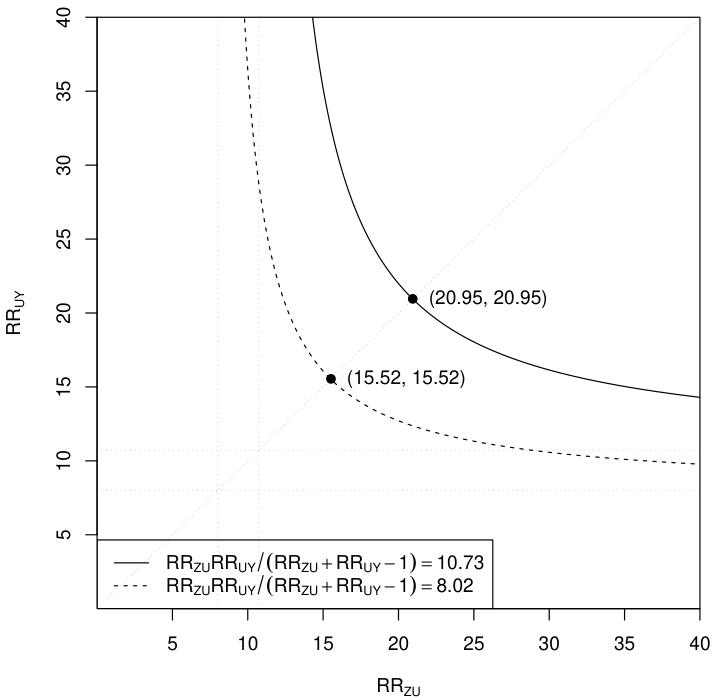 40
35
30
25
20
15
10
5
RR_UY
(20.95, 20.95)
(15.52, 15.52)
RR_ZU RR_UY/(RR_ZU+RR_UY−1)=10.73
RR_ZU RR_UY/(RR_ZU+RR_UY−1)=8.02
5 10 15 20 25 30 35 40
RR_ZU